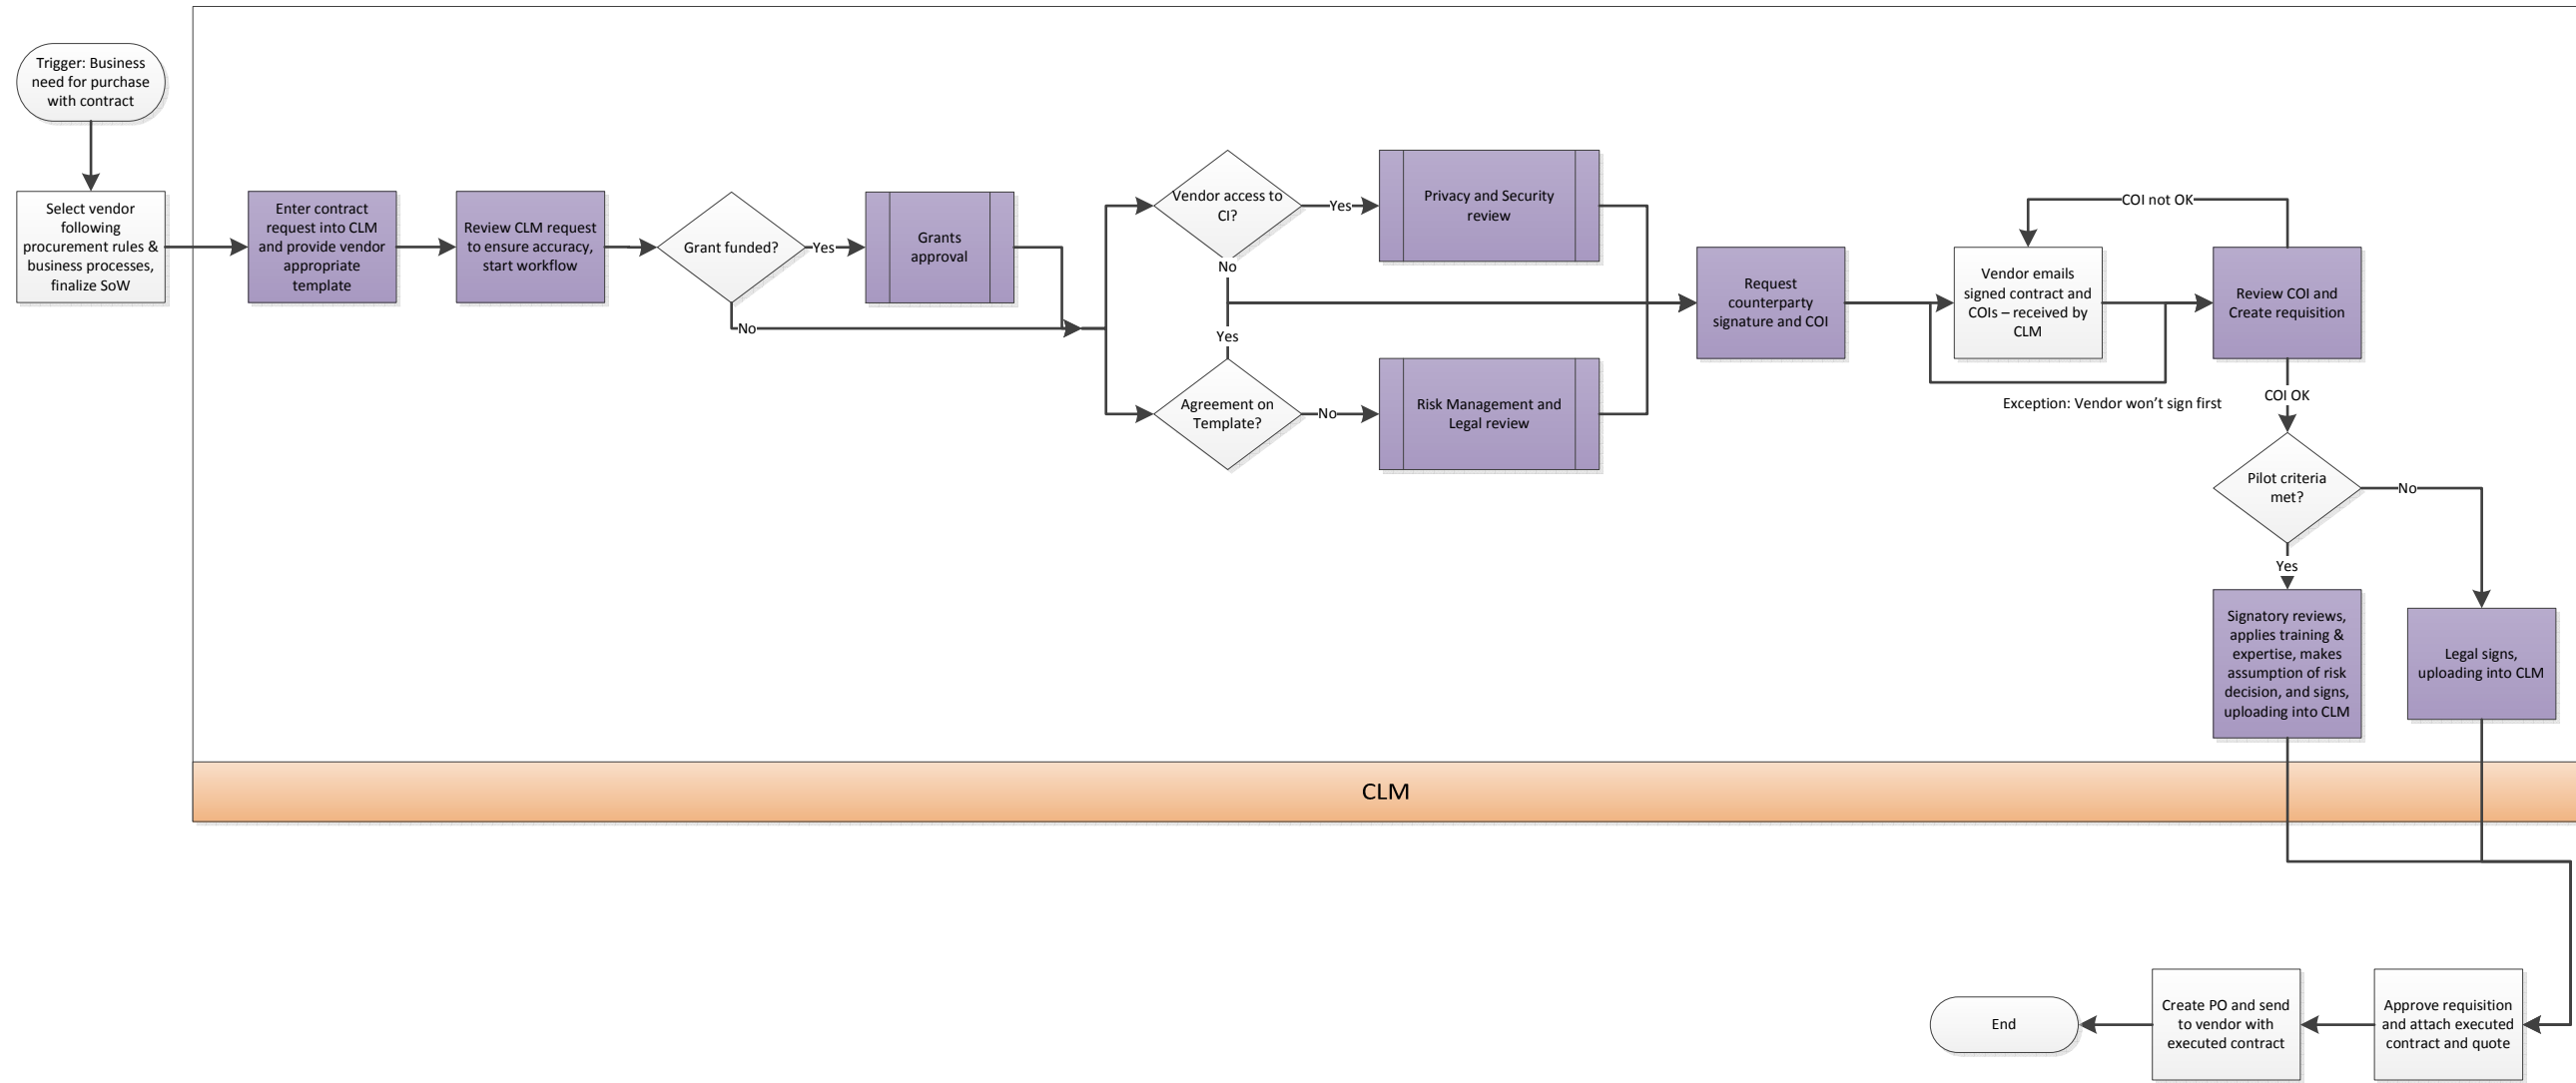 Trigger: Business
need for purchase
with contract
Select vendor
following
procurement rules &
business processes,
finalize SoW
Enter contract
request into CLM
and provide vendor
appropriate
template
Review CLM request
to ensure accuracy,
start workflow
Grant funded?
Yes
No
Grants
approval
Vendor access to
CI?
Yes
No
Privacy and Security
review
Agreement on
Template?
Yes
No
Risk Management and
Legal review
Request
counterparty
signature and COI
Vendor emails
signed contract and
COIs – received by
CLM
Exception: Vendor won’t sign first
COI not OK
Review COI and
Create requisition
COI OK
Pilot criteria
met?
No
Yes
Signatory reviews,
applies training &
expertise, makes
assumption of risk
decision, and signs,
uploading into CLM
Legal signs,
uploading into CLM
CLM
Approve requisition
and attach executed
contract and quote
Create PO and send
to vendor with
executed contract
End